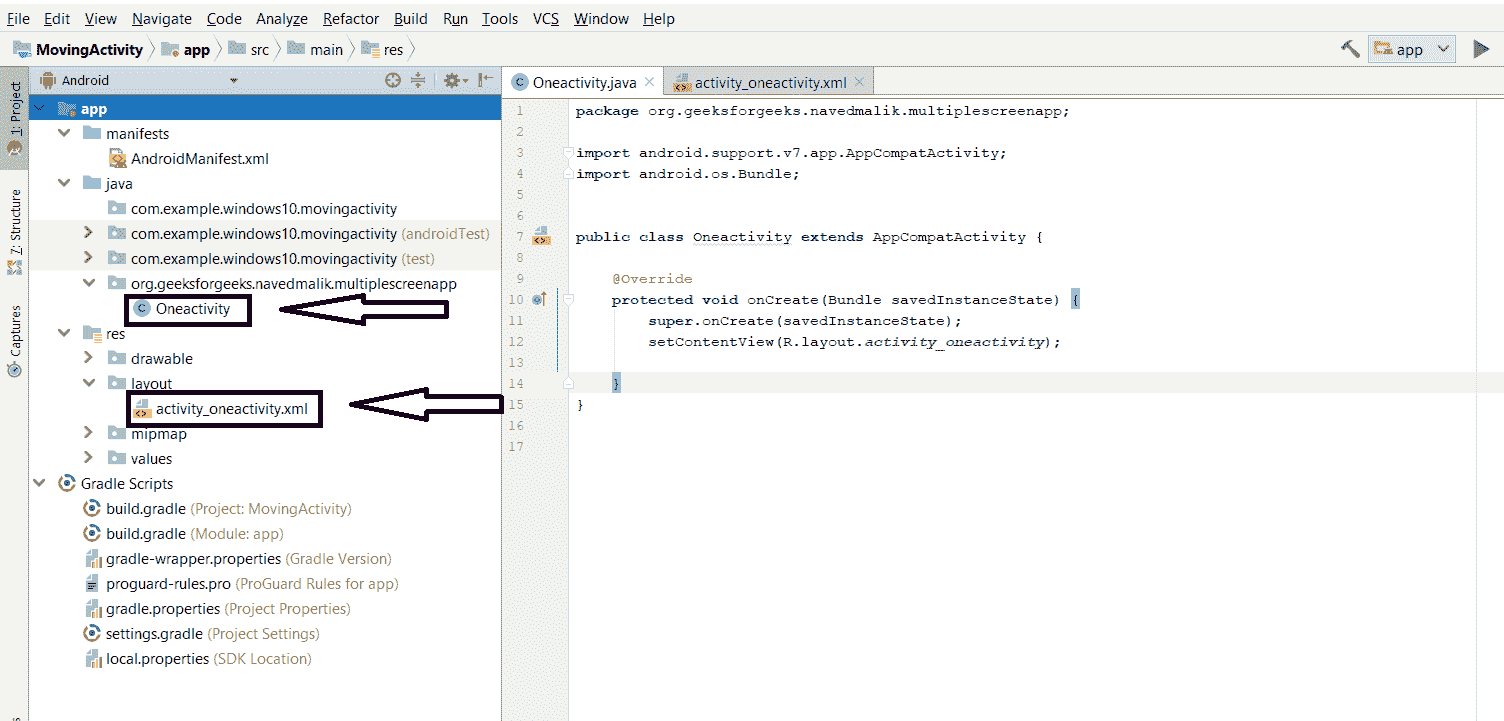 File Edit View Navigate Code Analyze Refactor Build Run Tools VCS Window Help
MovingActivity app src main res app
1: Project
7: Structure
Captures
Android
app
manifests
AndroidManifest.xml
java
com.example.windows10.movingactivity
com.example.windows10.movingactivity (androidTest)
com.example.windows10.movingactivity (test)
org.geeksforgeeks.navedmalik.multiplescreenapp
Oneactivity
res
drawable
layout
activity_oneactivity.xml
mipmap
values
Gradle Scripts
build.gradle (Project: MovingActivity)
build.gradle (Module: app)
gradle-wrapper.properties (Gradle Version)
proguard-rules.pro (ProGuard Rules for app)
gradle.properties (Project Properties)
settings.gradle (Project Settings)
local.properties (SDK Location)
Oneactivity.java activity_oneactivity.xml
1 package org.geeksforgeeks.navedmalik.multiplescreenapp;
2
3 import android.support.v7.app.AppCompatActivity;
4 import android.os.Bundle;
5
6
7 public class Oneactivity extends AppCompatActivity {
8
9 @Override
10 protected void onCreate(Bundle savedInstanceState) {
11 super.onCreate(savedInstanceState);
12 setContentView(R.layout.activity_oneactivity);
13
14 }
15 }
16
17